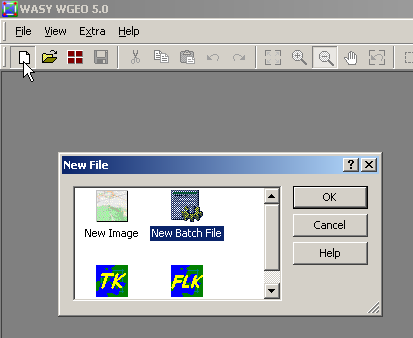 WASY WGEO 5.0
File View Extra Help
New File
OK
New Image New Batch File
Cancel
Help
TK FLK